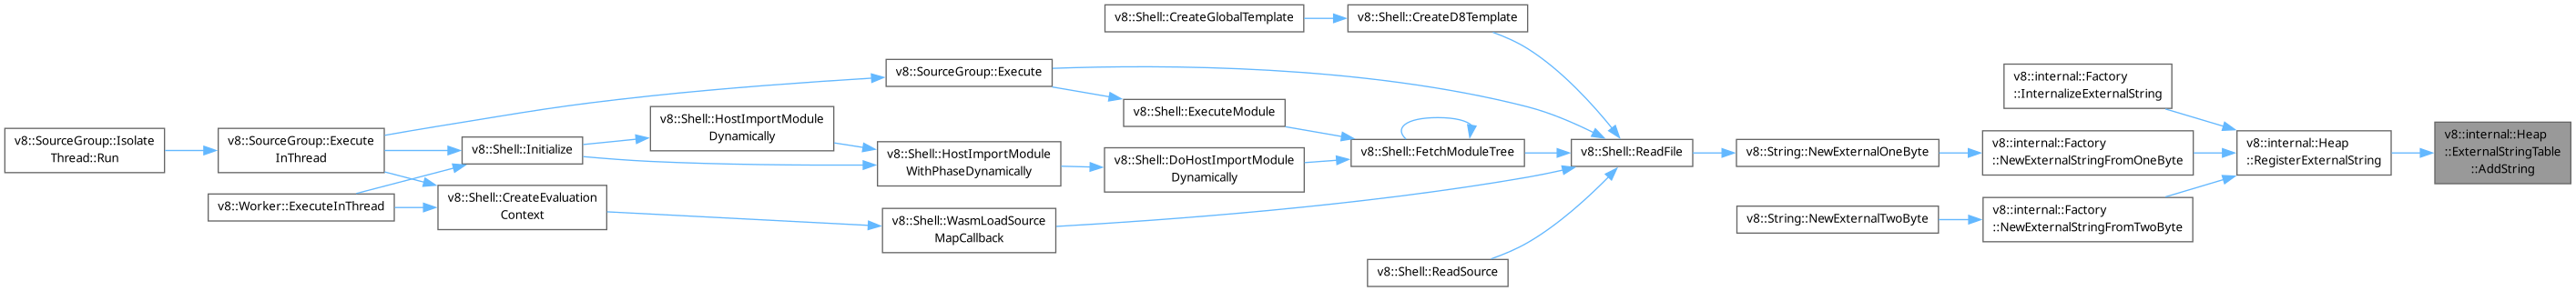 v8::SourceGroup::Isolate
Thread::Run
v8::SourceGroup::Execute
InThread
v8::Worker::ExecuteInThread
v8::Shell::Initialize
v8::Shell::CreateEvaluation
Context
v8::Shell::HostImportModule
Dynamically
v8::SourceGroup::Execute
v8::Shell::HostImportModule
WithPhaseDynamically
v8::Shell::WasmLoadSource
MapCallback
v8::Shell::CreateGlobalTemplate
v8::Shell::ExecuteModule
v8::Shell::DoHostImportModule
Dynamically
v8::Shell::CreateD8Template
v8::Shell::FetchModuleTree
v8::Shell::ReadSource
v8::Shell::ReadFile
v8::String::NewExternalOneByte
v8::String::NewExternalTwoByte
v8::internal::Factory
::InternalizeExternalString
v8::internal::Factory
::NewExternalStringFromOneByte
v8::internal::Factory
::NewExternalStringFromTwoByte
v8::internal::Heap
::RegisterExternalString
v8::internal::Heap
::ExternalStringTable
::AddString